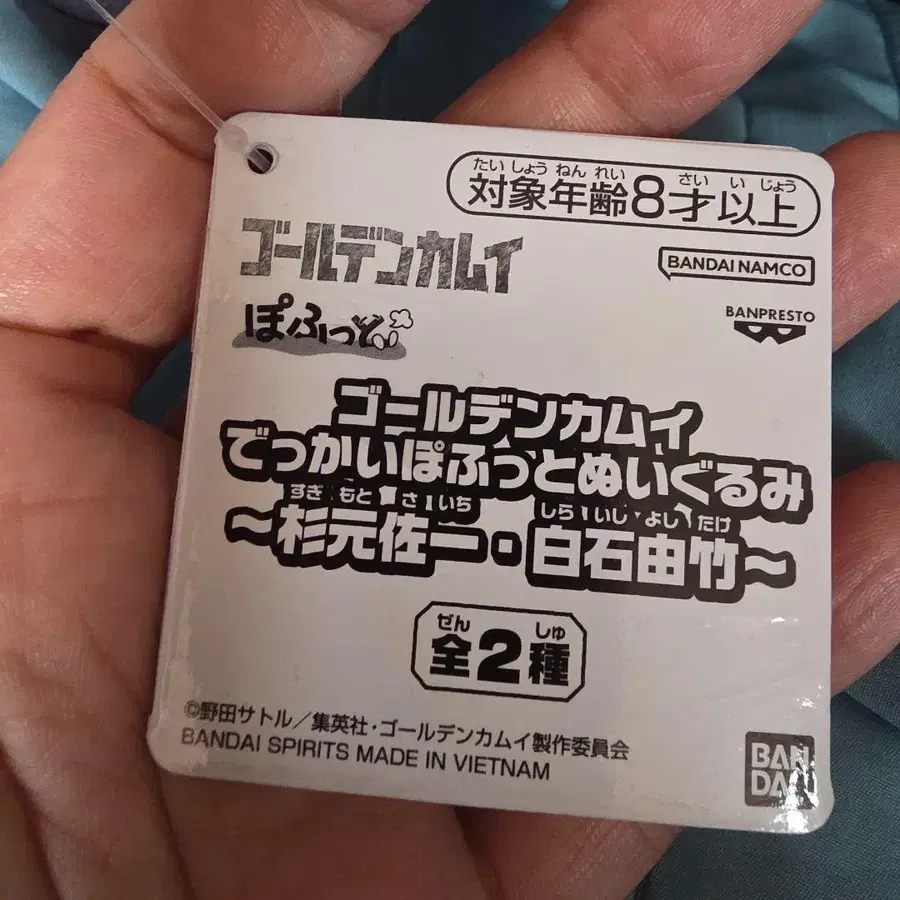 たいしょうねんれい さいいじょう
対象年齢8才以上
ゴールデンカムイ
BANDAI NAMCO
ぽふっと
BANPRESTO
ゴールデンカムイ
でっかいぽふっとぬいぐるみ
すぎもとさいち しらいしよしたけ
～杉元佐一・白石由竹～
ぜん しゅ
全2種
©野田サトル／集英社・ゴールデンカムイ製作委員会
BANDAI SPIRITS MADE IN VIETNAM
BAN
DAI